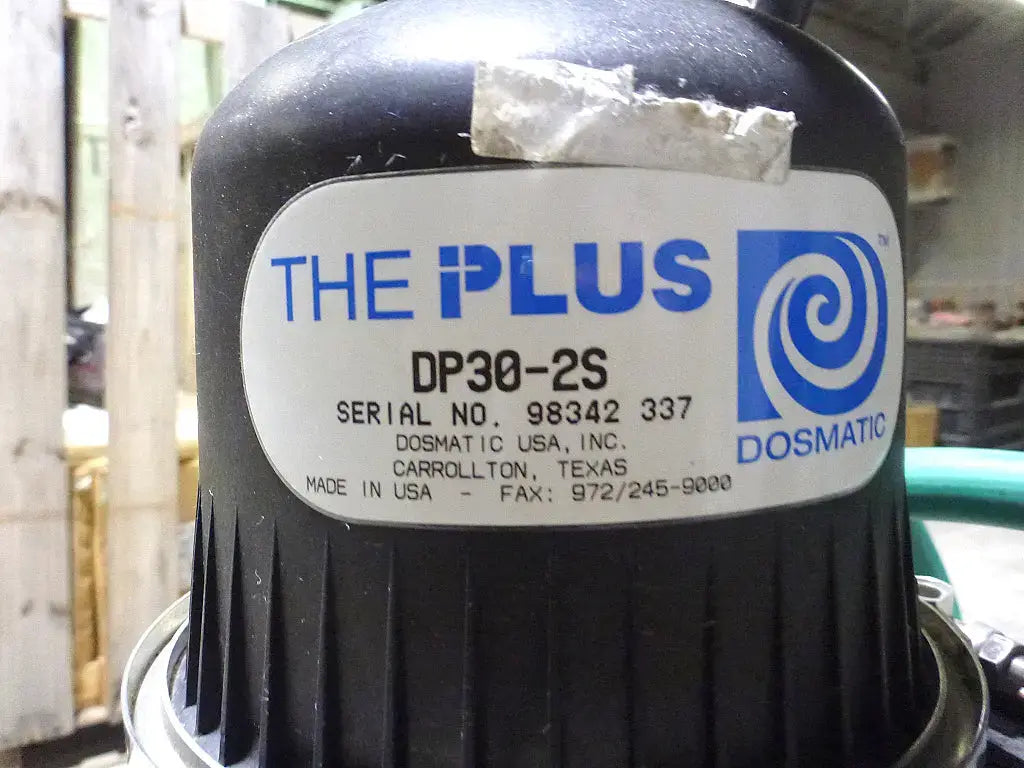 THE PLUS
TM
DP30-2S
SERIAL NO. 98342 337
DOSMATIC USA, INC.
CARROLLTON, TEXAS
MADE IN USA - FAX: 972/245-9000
DOSMATIC